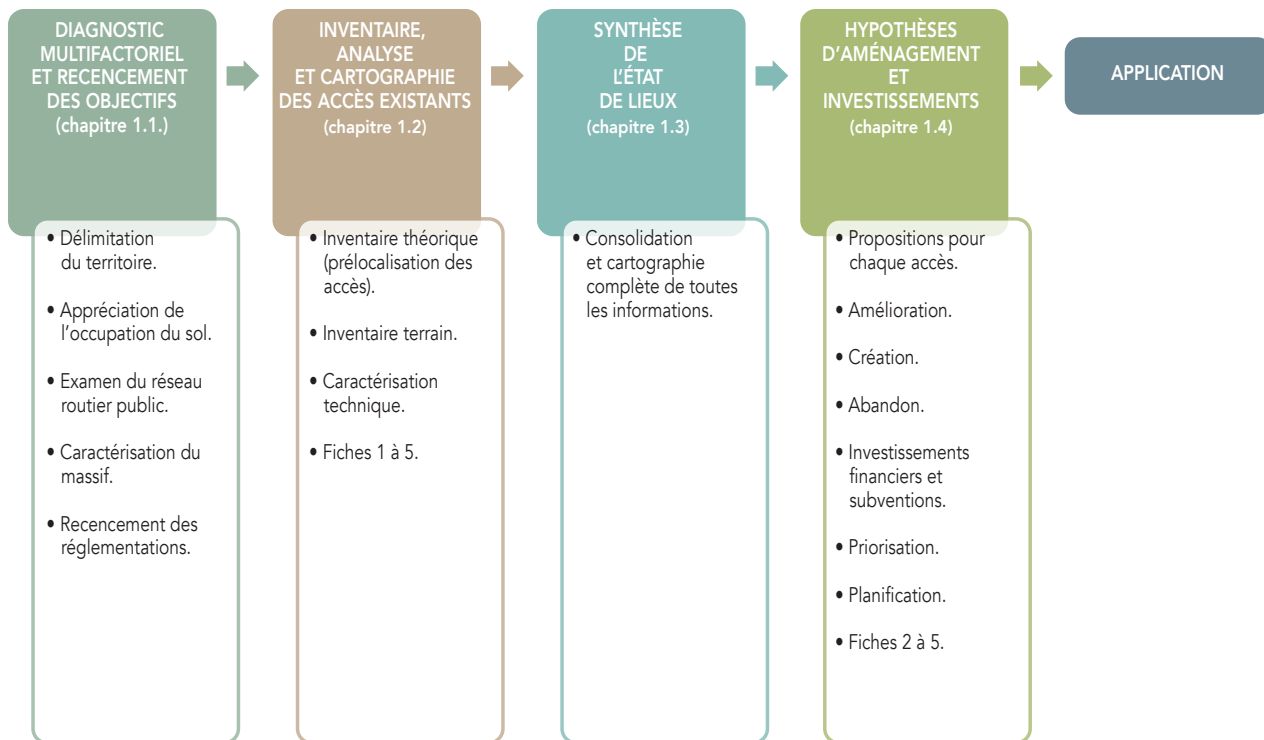 DIAGNOSTIC
MULTIFACTORIEL
ET RECENCEMENT
DES OBJECTIFS
(chapitre 1.1.)
• Délimitation
du territoire.
• Appréciation de
l'occupation du sol.
• Examen du réseau
routier public.
• Caractérisation du
massif.
• Recencement des
réglementations.
INVENTAIRE,
ANALYSE
ET CARTOGRAPHIE
DES ACCÈS EXISTANTS
(chapitre 1.2)
• Inventaire théorique
(prélocalisation des
accès).
• Inventaire terrain.
• Caractérisation
technique.
• Fiches 1 à 5.
SYNTHÈSE
DE
L'ÉTAT
DE LIEUX
(chapitre 1.3)
• Consolidation
et cartographie
complète de toutes
les informations.
HYPOTHÈSES
D'AMÉNAGEMENT
ET
INVESTISSEMENTS
(chapitre 1.4)
• Propositions pour
chaque accès.
• Amélioration.
• Création.
• Abandon.
• Investissements
financiers et
subventions.
• Priorisation.
• Planification.
• Fiches 2 à 5.
APPLICATION